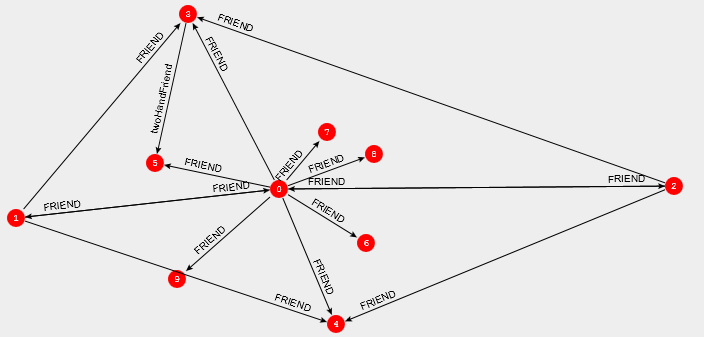 3
FRIEND
FRIEND
FRIEND
twoHandFriend
7
8
5
FRIEND
FRIEND
FRIEND
0
FRIEND
FRIEND
2
FRIEND
FRIEND
1
FRIEND
FRIEND
6
9
FRIEND
FRIEND
FRIEND
4